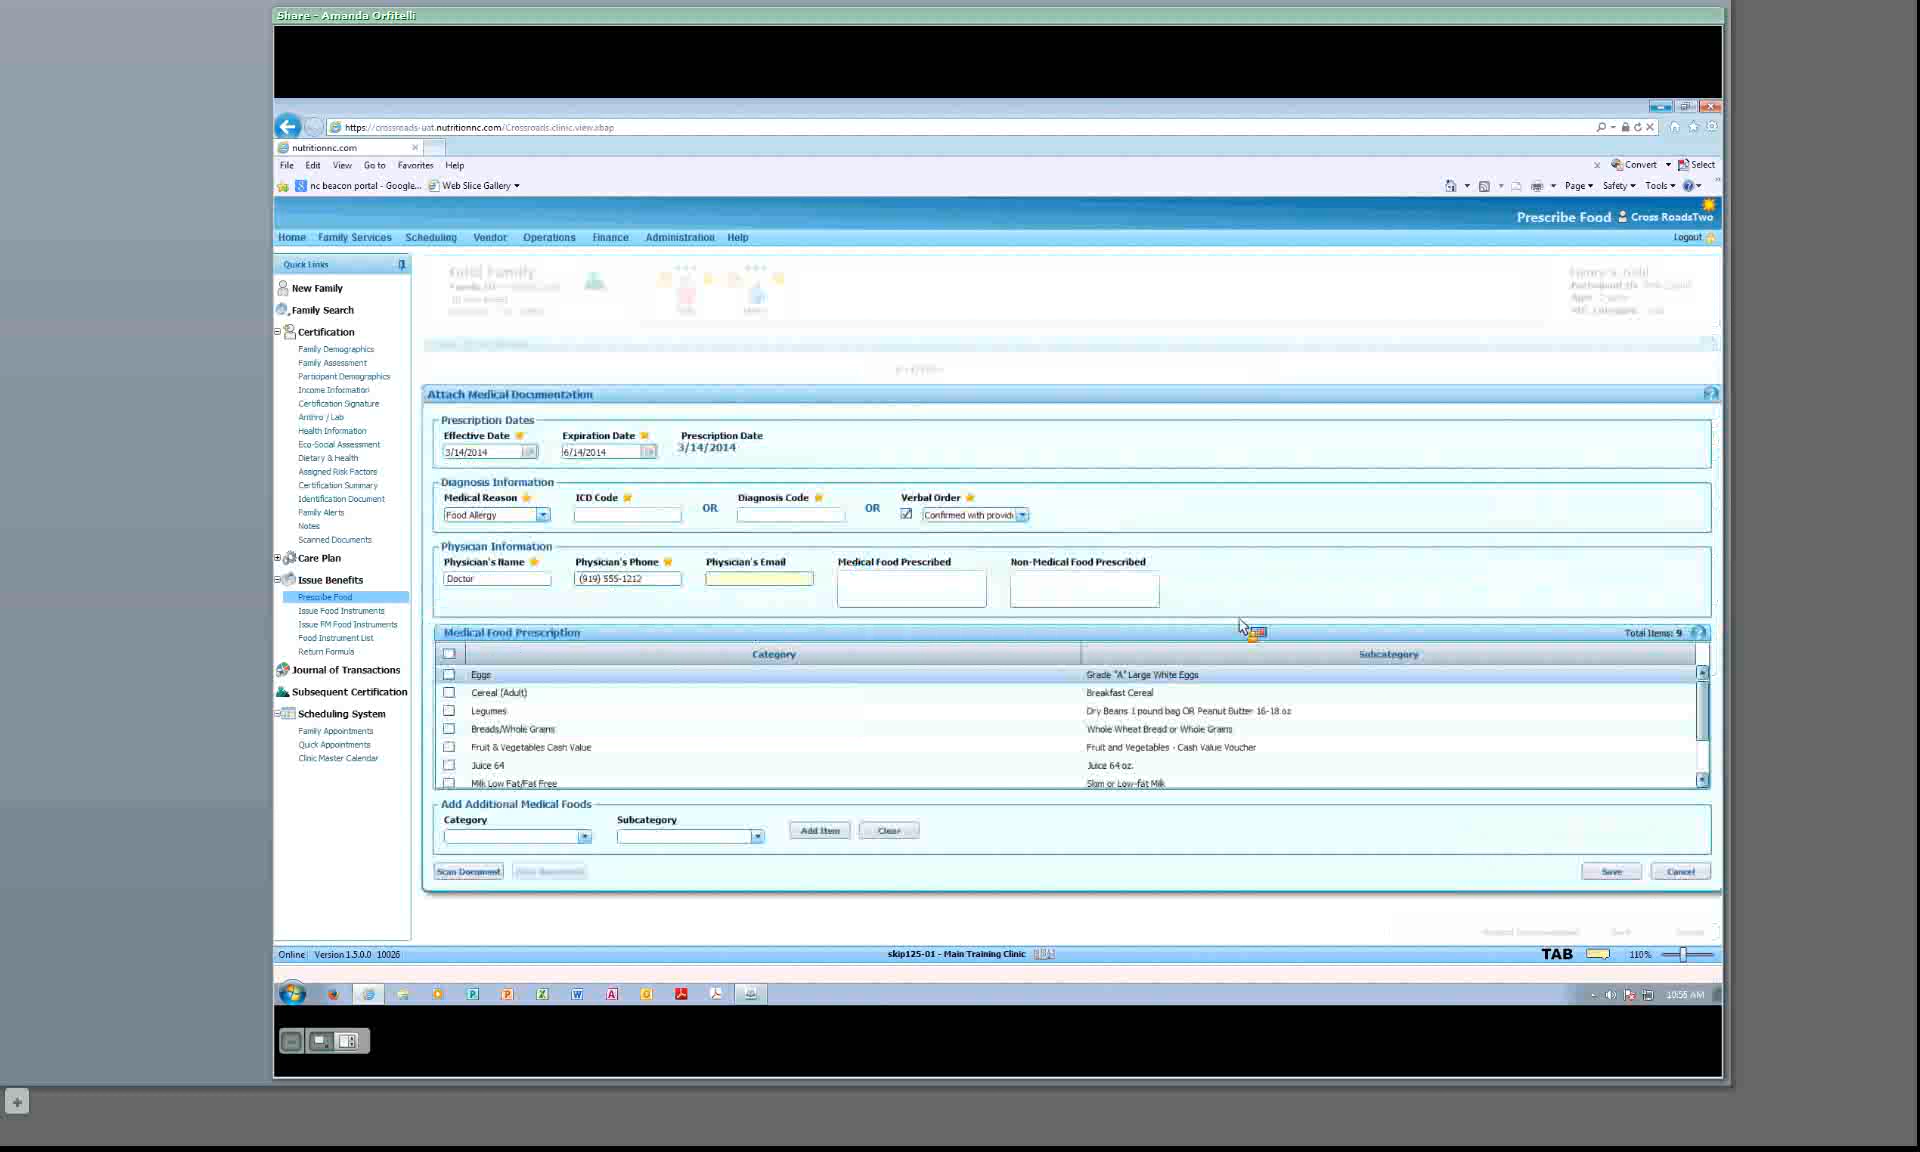 Share - Amanda Orfitelli
https://crossroads-uat.nutritionnc.com/Crossroads.clinic.view.xbap
nutritionnc.com
File Edit View Go to Favorites Help
Convert Select
nc beacon portal - Google... Web Slice Gallery
Page Safety Tools
Prescribe Food Cross RoadsTwo
Home Family Services Scheduling Vendor Operations Finance Administration Help
Logout
Quick Links
New Family
Family Search
Certification
Family Demographics
Family Assessment
Participant Demographics
Income Information
Certification Signature
Anthro / Lab
Health Information
Eco-Social Assessment
Dietary & Health
Assigned Risk Factors
Certification Summary
Identification Document
Family Alerts
Notes
Scanned Documents
Care Plan
Issue Benefits
Prescribe Food
Issue Food Instruments
Issue FM Food Instruments
Food Instrument List
Return Formula
Journal of Transactions
Subsequent Certification
Scheduling System
Family Appointments
Quick Appointments
Clinic Master Calendar
Attach Medical Documentation
Prescription Dates
Effective Date Expiration Date Prescription Date
3/14/2014 6/14/2014 3/14/2014
Diagnosis Information
Medical Reason ICD Code Diagnosis Code Verbal Order
OR OR
Food Allergy Confirmed with provid
Physician Information
Physician's Name Physician's Phone Physician's Email Medical Food Prescribed Non-Medical Food Prescribed
Doctor (919) 555-1212
Medical Food Prescription Total Items: 9
Category Subcategory
Eggs Grade "A" Large White Eggs
Cereal (Adult) Breakfast Cereal
Legumes Dry Beans 1 pound bag OR Peanut Butter 16-18 oz
Breads/Whole Grains Whole Wheat Bread or Whole Grains
Fruit & Vegetables Cash Value Fruit and Vegetables - Cash Value Voucher
Juice 64 Juice 64 oz.
Milk Low Fat/Fat Free Skim or Low-fat Milk
Add Additional Medical Foods
Category Subcategory
Add Item Clear
Scan Document
Save Cancel
Online Version 1.5.0.0 10026
skip125-01 - Main Training Clinic
TAB 110%
10:55 AM